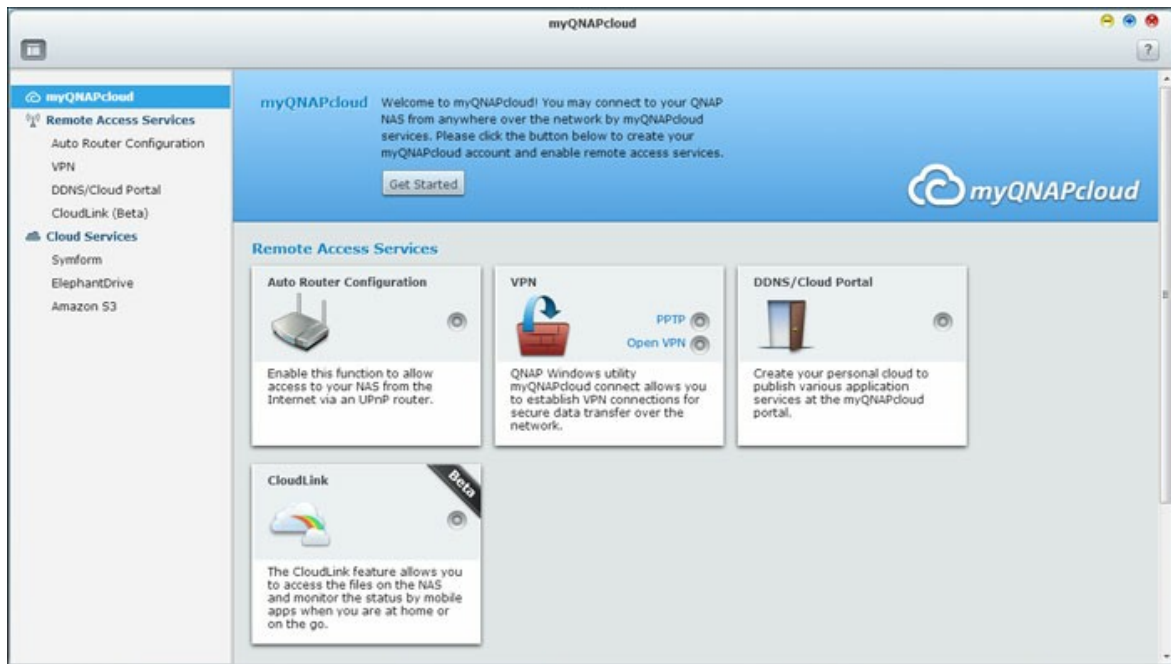 myQNAPcloud
?
myQNAPcloud
Remote Access Services
Auto Router Configuration
VPN
DDNS/Cloud Portal
CloudLink (Beta)
Cloud Services
Symform
ElephantDrive
Amazon S3
myQNAPcloud
Welcome to myQNAPcloud! You may connect to your QNAP
NAS from anywhere over the network by myQNAPcloud
services. Please click the button below to create your
myQNAPcloud account and enable remote access services.
Get Started
myQNAPcloud
Remote Access Services
Auto Router Configuration
Enable this function to allow
access to your NAS from the
Internet via an UPnP router.
VPN
PPTP
Open VPN
QNAP Windows utility
myQNAPcloud connect allows you
to establish VPN connections for
secure data transfer over the
network.
DDNS/Cloud Portal
Create your personal cloud to
publish various application
services at the myQNAPcloud
portal.
CloudLink
Beta
The CloudLink feature allows you
to access the files on the NAS
and monitor the status by mobile
apps when you are at home or
on the go.